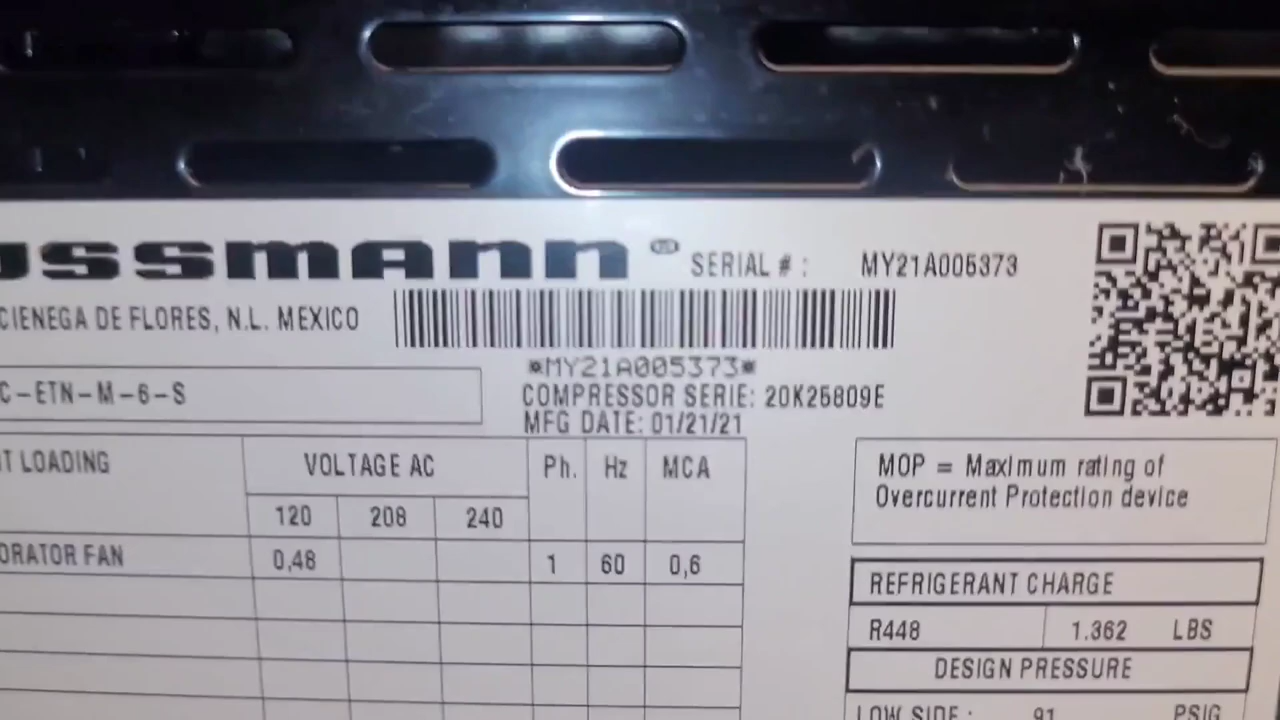 ussmann® SERIAL # : MY21A005373
CIENEGA DE FLORES, N.L. MEXICO
*MY21A005373*
C-ETN-M-6-S
COMPRESSOR SERIE: 20K25809E
MFG DATE: 01/21/21
T LOADING VOLTAGE AC Ph. Hz MCA
120 208 240
ORATOR FAN 0,48 1 60 0,6
MOP = Maximum rating of
Overcurrent Protection device
REFRIGERANT CHARGE
R448 1.362 LBS
DESIGN PRESSURE
LOW SIDE : 91 PSIG